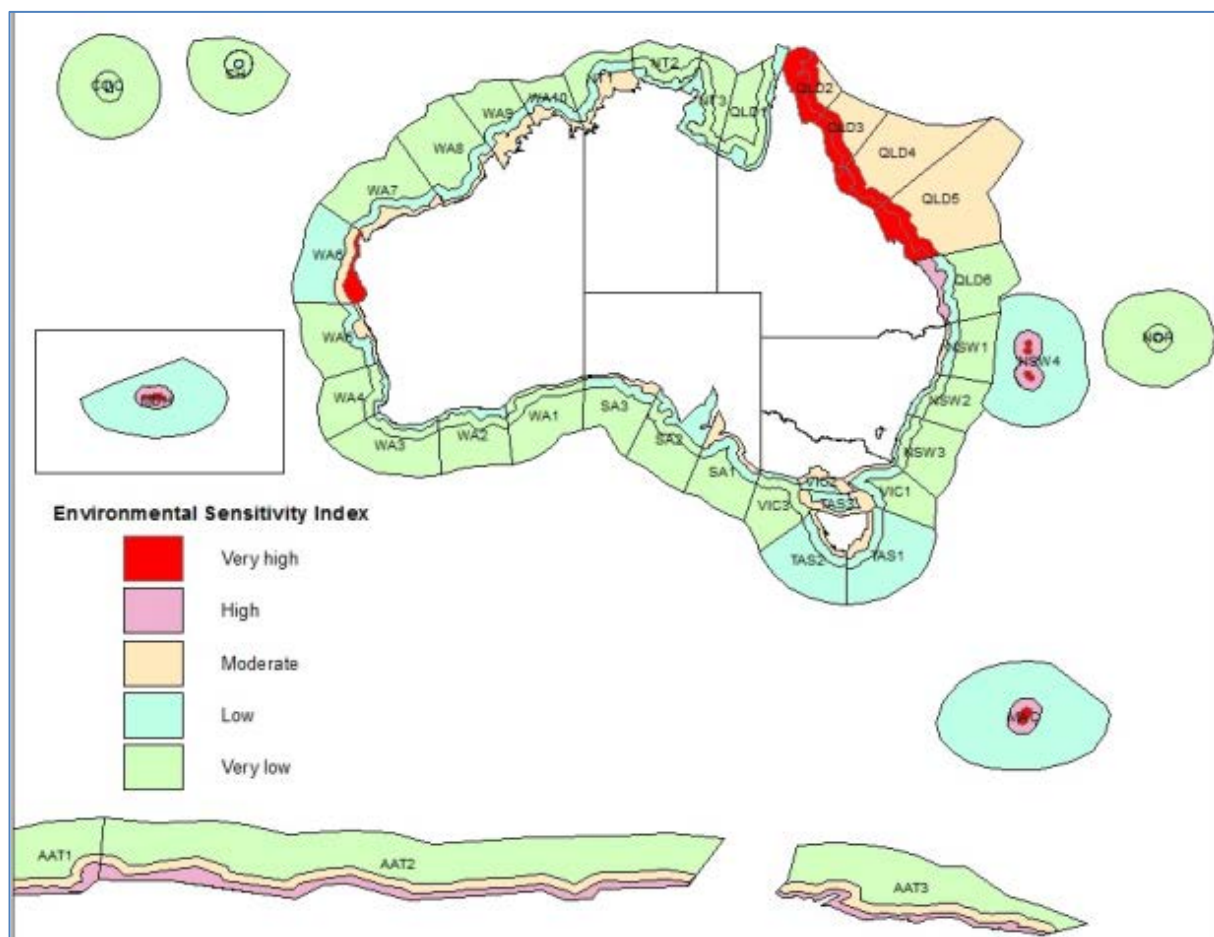 COC
NT2
NT1
WA10
QLD2
WA9
NT3
QLD1
QLD3
WA8
QLD4
WA7
QLD5
WA6
QLD6
WA5
NSW1
NSW4
NOR
WA4
NSW2
SA3
WA1
SA2
WA2
WA3
NSW3
SA1
VIC2
VIC1
TAS3
VIC3
TAS2
TAS1
Environmental Sensitivity Index
Very high
High
Moderate
Low
Very low
MAC
AAT1
AAT2
AAT3